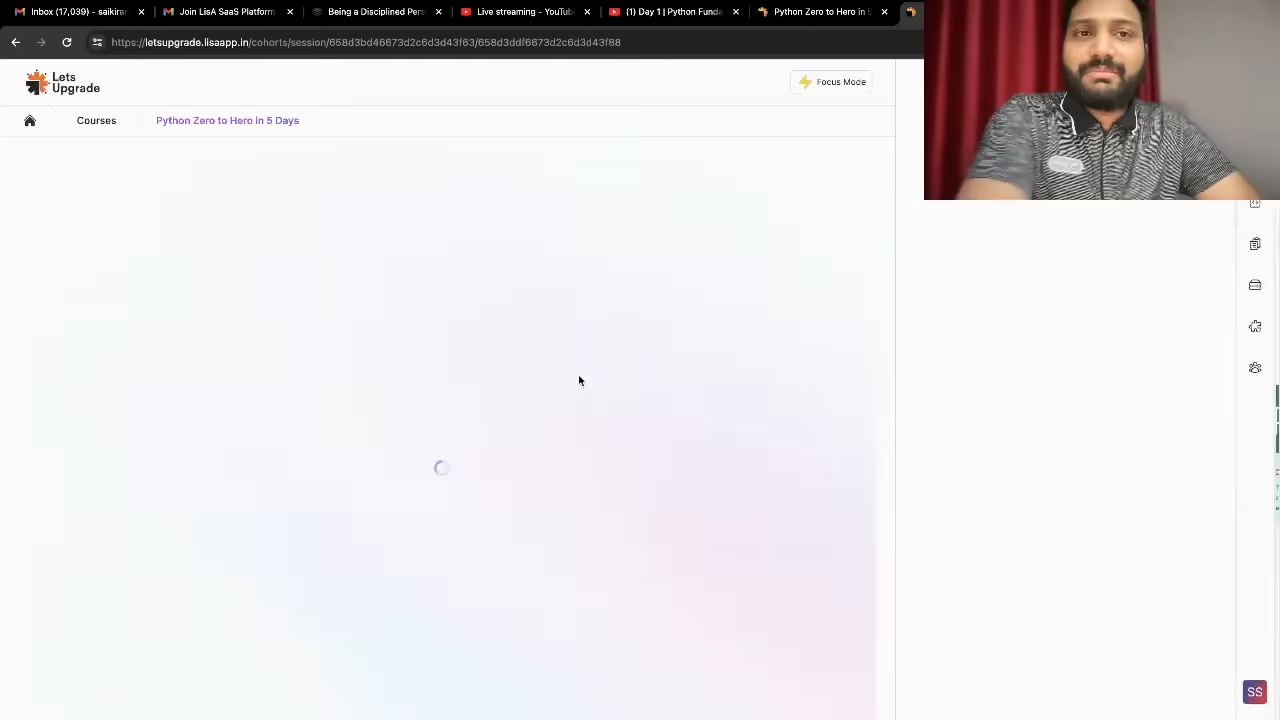 Inbox (17,039) - saikirar
Join LisA SaaS Platform
Being a Disciplined Pers
Live streaming - YouTub
(1) Day 1 | Python Funda
Python Zero to Hero in 5
https://letsupgrade.lisaapp.in/cohorts/session/658d3bd46673d2c6d3d43f63/658d3ddf6673d2c6d3d43f88
Lets
Upgrade
Focus Mode
Courses
Python Zero to Hero in 5 Days
SS